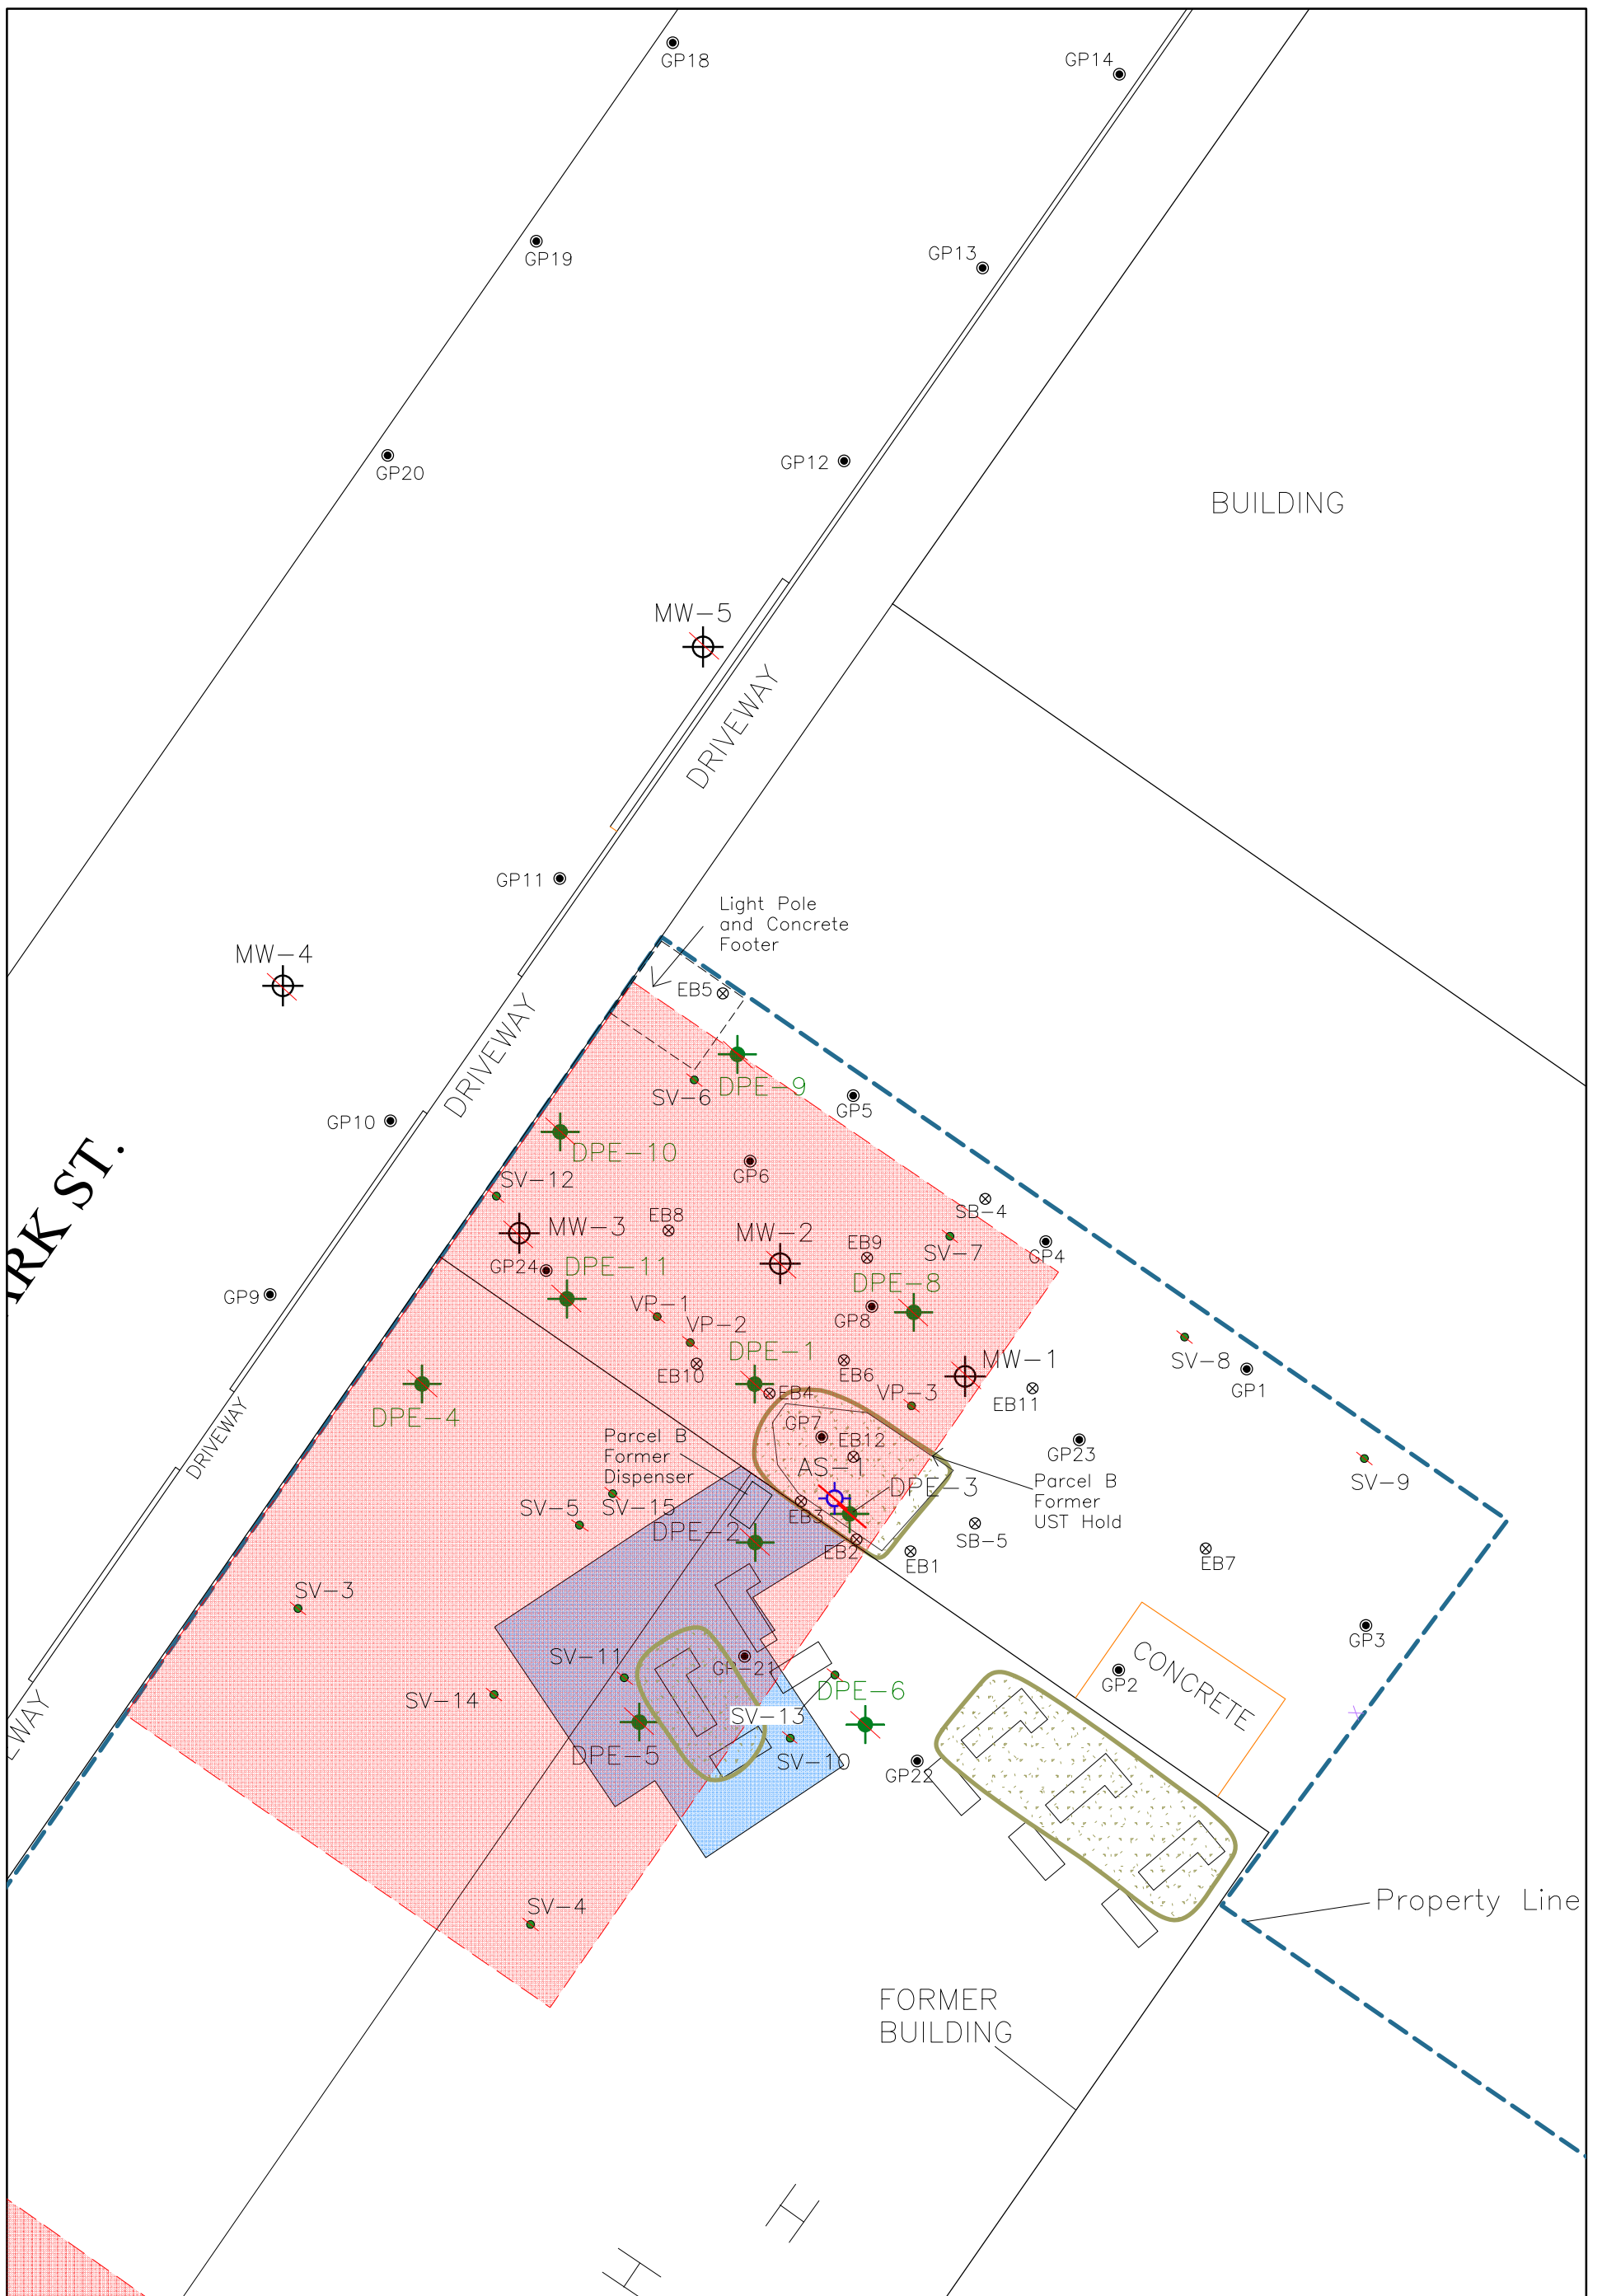 GP18
GP14
GP19
GP13
GP20
GP12
BUILDING
MW-5
DRIVEWAY
GP11
Light Pole
and Concrete
Footer
MW-4
EB5
DRIVEWAY
DPE-9
SV-6
GP5
GP10
DPE-10
RK ST.
GP6
SV-12
SB-4
MW-3
EB8
MW-2
EB9
SV-7
GP4
GP24
DPE-11
DPE-8
GP9
VP-1
GP8
VP-2
SV-8
DPE-1
MW-1
EB10
EB6
GP1
EB4
VP-3
EB11
DPE-4
DRIVEWAY
GP7
Parcel B
Former
Dispenser
EB12
GP23
AS-1
SV-9
DPE-3
Parcel B
Former
UST Hold
SV-5
SV-15
EB3
DPE-2
EB2
EB1
SB-5
EB7
SV-3
GP3
SV-11
GP-21
CONCRETE
GP2
SV-14
DPE-6
WAY
SV-13
DPE-5
SV-10
GP22
Property Line
SV-4
FORMER
BUILDING
H
H